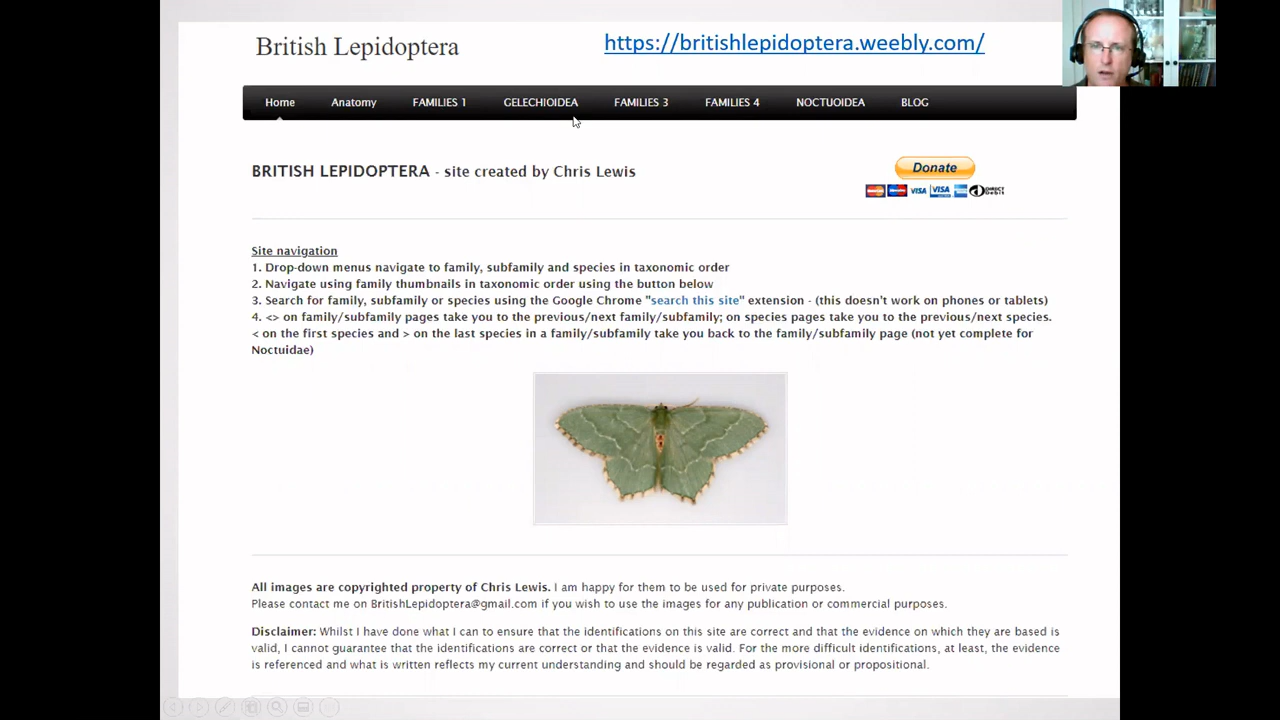 British Lepidoptera
https://britishlepidoptera.weebly.com/
Home Anatomy FAMILIES 1 GELECHIOIDEA FAMILIES 3 FAMILIES 4 NOCTUOIDEA BLOG
BRITISH LEPIDOPTERA - site created by Chris Lewis
Donate
VISA VISA DIRECT Debit
Site navigation
1. Drop-down menus navigate to family, subfamily and species in taxonomic order
2. Navigate using family thumbnails in taxonomic order using the button below
3. Search for family, subfamily or species using the Google Chrome "search this site" extension - (this doesn't work on phones or tablets)
4. <> on family/subfamily pages take you to the previous/next family/subfamily; on species pages take you to the previous/next species.
< on the first species and > on the last species in a family/subfamily take you back to the family/subfamily page (not yet complete for
Noctuidae)
All images are copyrighted property of Chris Lewis. I am happy for them to be used for private purposes.
Please contact me on BritishLepidoptera@gmail.com if you wish to use the images for any publication or commercial purposes.
Disclaimer: Whilst I have done what I can to ensure that the identifications on this site are correct and that the evidence on which they are based is
valid, I cannot guarantee that the identifications are correct or that the evidence is valid. For the more difficult identifications, at least, the evidence
is referenced and what is written reflects my current understanding and should be regarded as provisional or propositional.